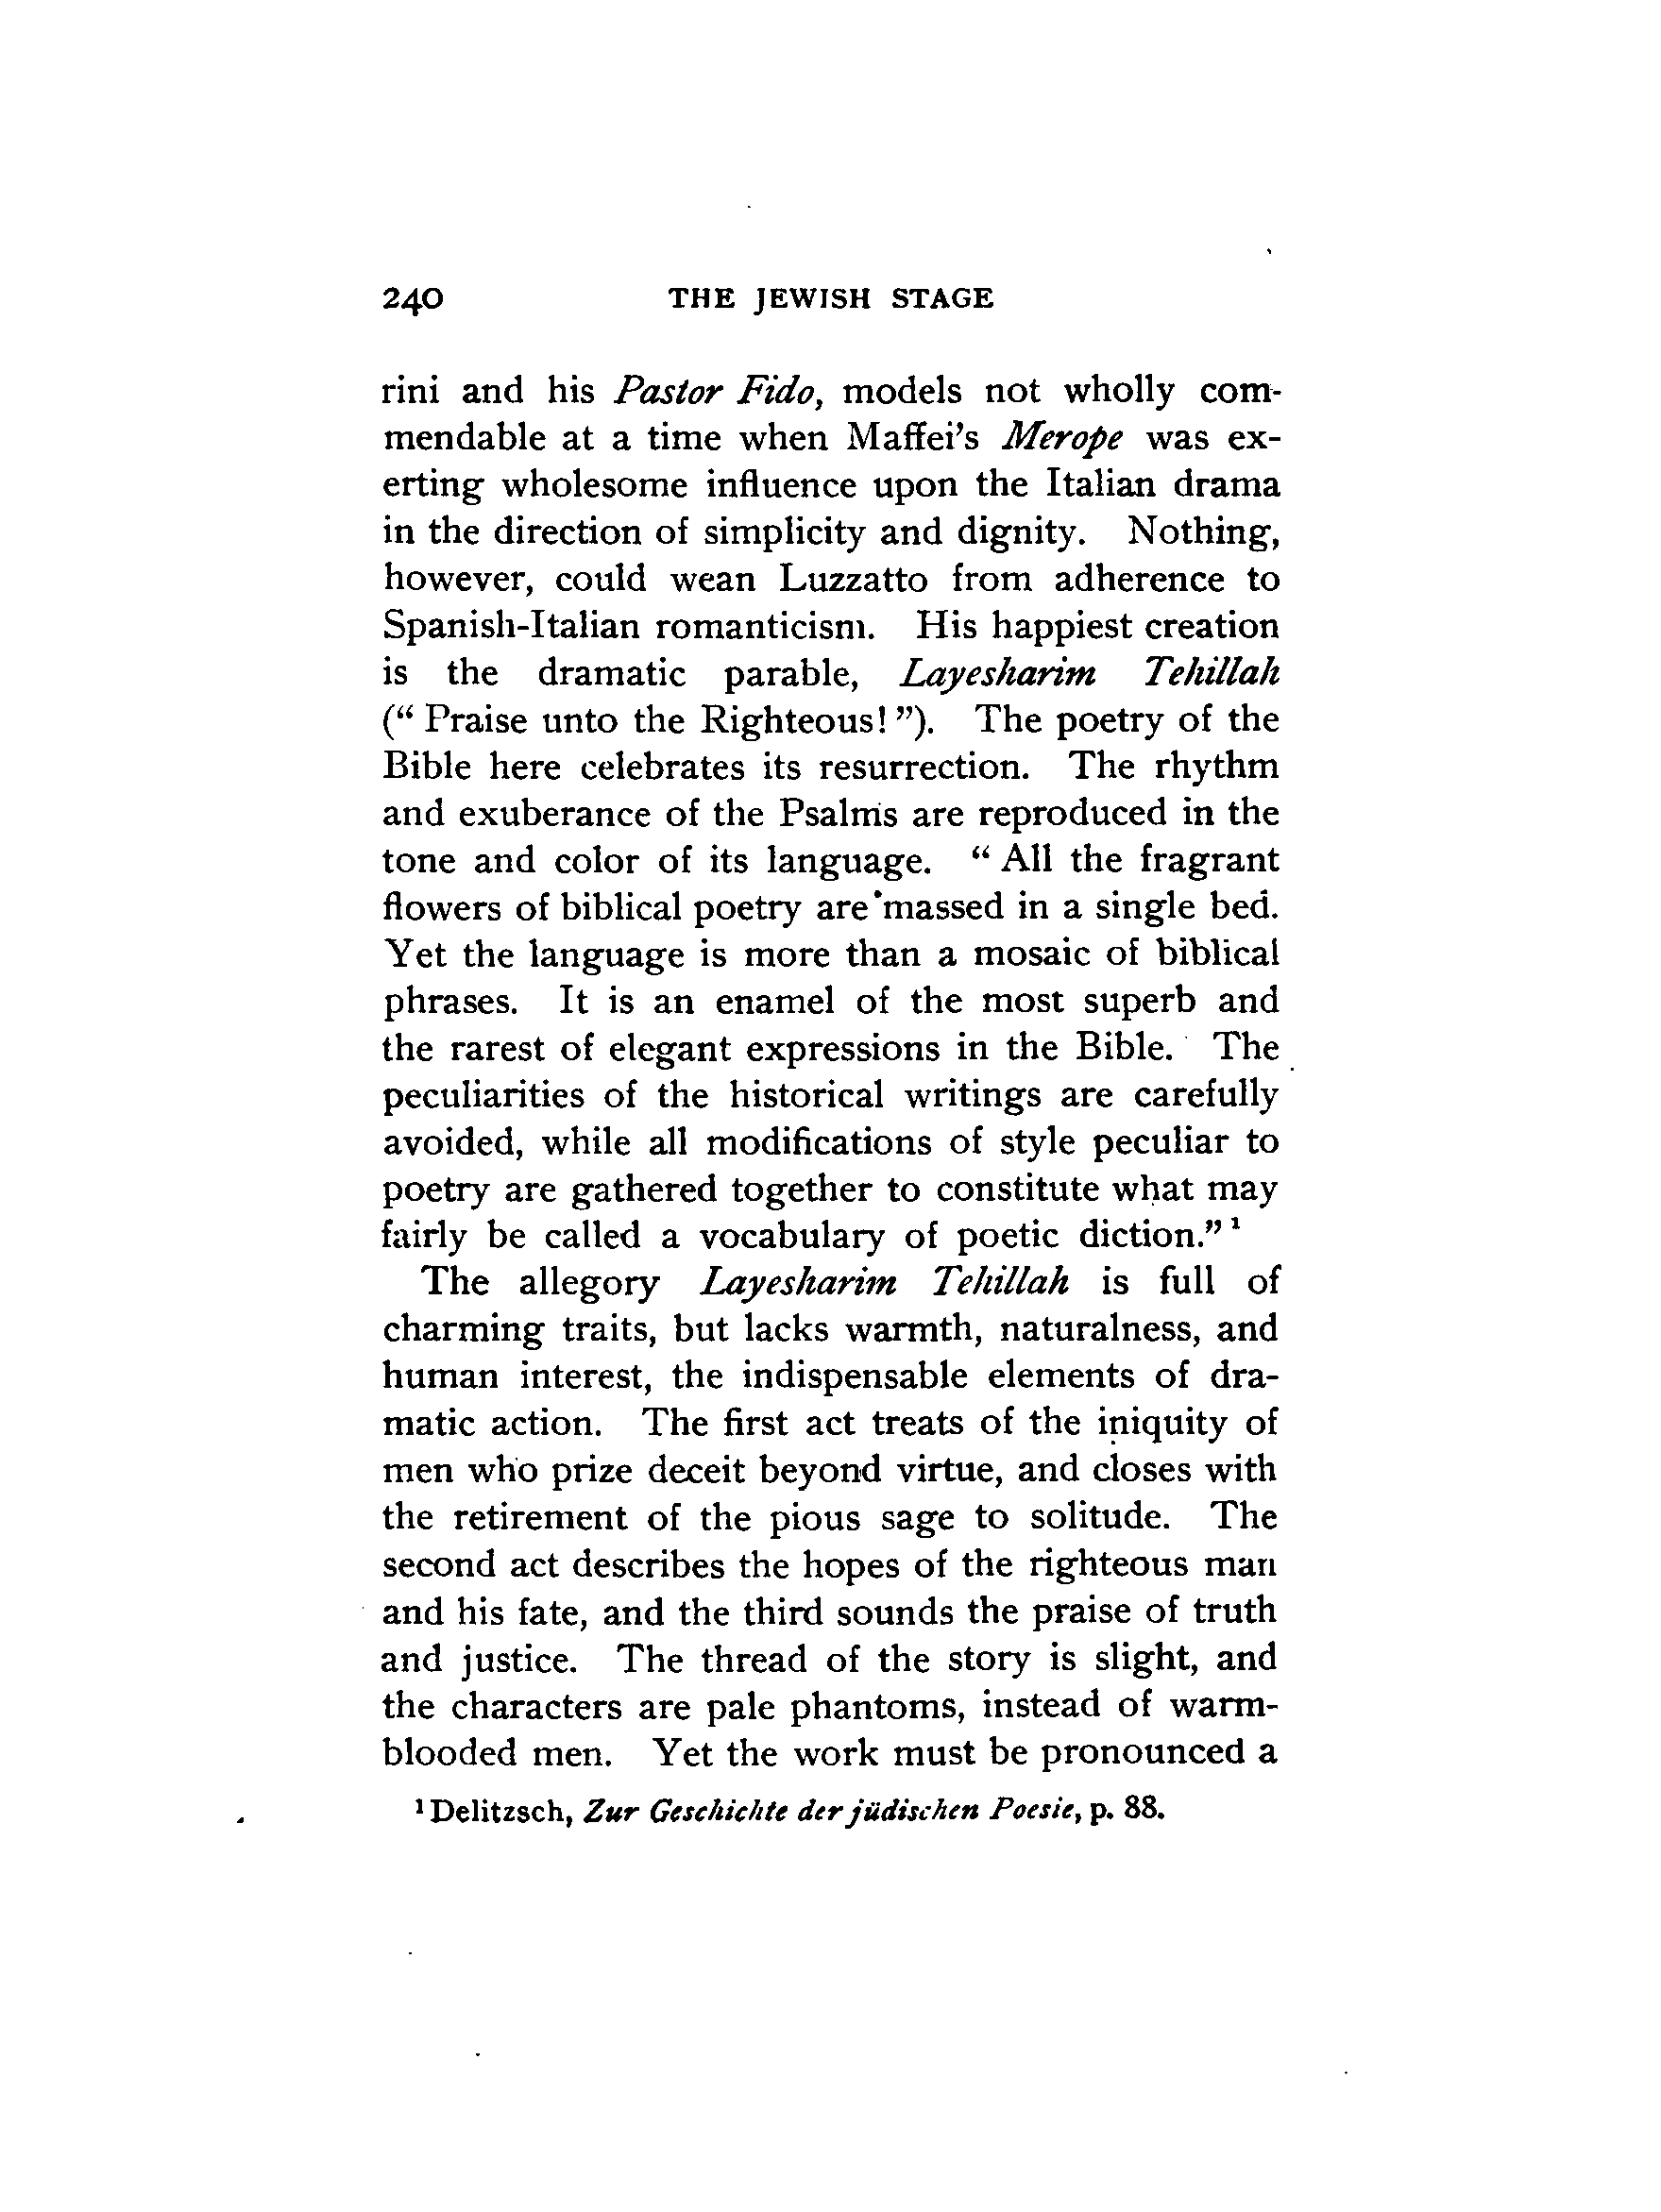 240 THE JEWISH STAGE
rini and his Pastor Fido, models not wholly com-
mendable at a time when Maffei's Merope was ex-
erting wholesome influence upon the Italian drama
in the direction of simplicity and dignity. Nothing,
however, could wean Luzzatto from adherence to
Spanish-Italian romanticism. His happiest creation
is the dramatic parable, Layesharim Tehillah
(“ Praise unto the Righteous! ”). The poetry of the
Bible here celebrates its resurrection. The rhythm
and exuberance of the Psalms are reproduced in the
tone and color of its language. “ All the fragrant
flowers of biblical poetry are massed in a single bed.
Yet the language is more than a mosaic of biblical
phrases. It is an enamel of the most superb and
the rarest of elegant expressions in the Bible. The
peculiarities of the historical writings are carefully
avoided, while all modifications of style peculiar to
poetry are gathered together to constitute what may
fairly be called a vocabulary of poetic diction.” ¹
The allegory Layesharim Tehillah is full of
charming traits, but lacks warmth, naturalness, and
human interest, the indispensable elements of dra-
matic action. The first act treats of the iniquity of
men who prize deceit beyond virtue, and closes with
the retirement of the pious sage to solitude. The
second act describes the hopes of the righteous man
and his fate, and the third sounds the praise of truth
and justice. The thread of the story is slight, and
the characters are pale phantoms, instead of warm-
blooded men. Yet the work must be pronounced a
¹ Delitzsch, Zur Geschichte der jüdischen Poesie, p. 88.